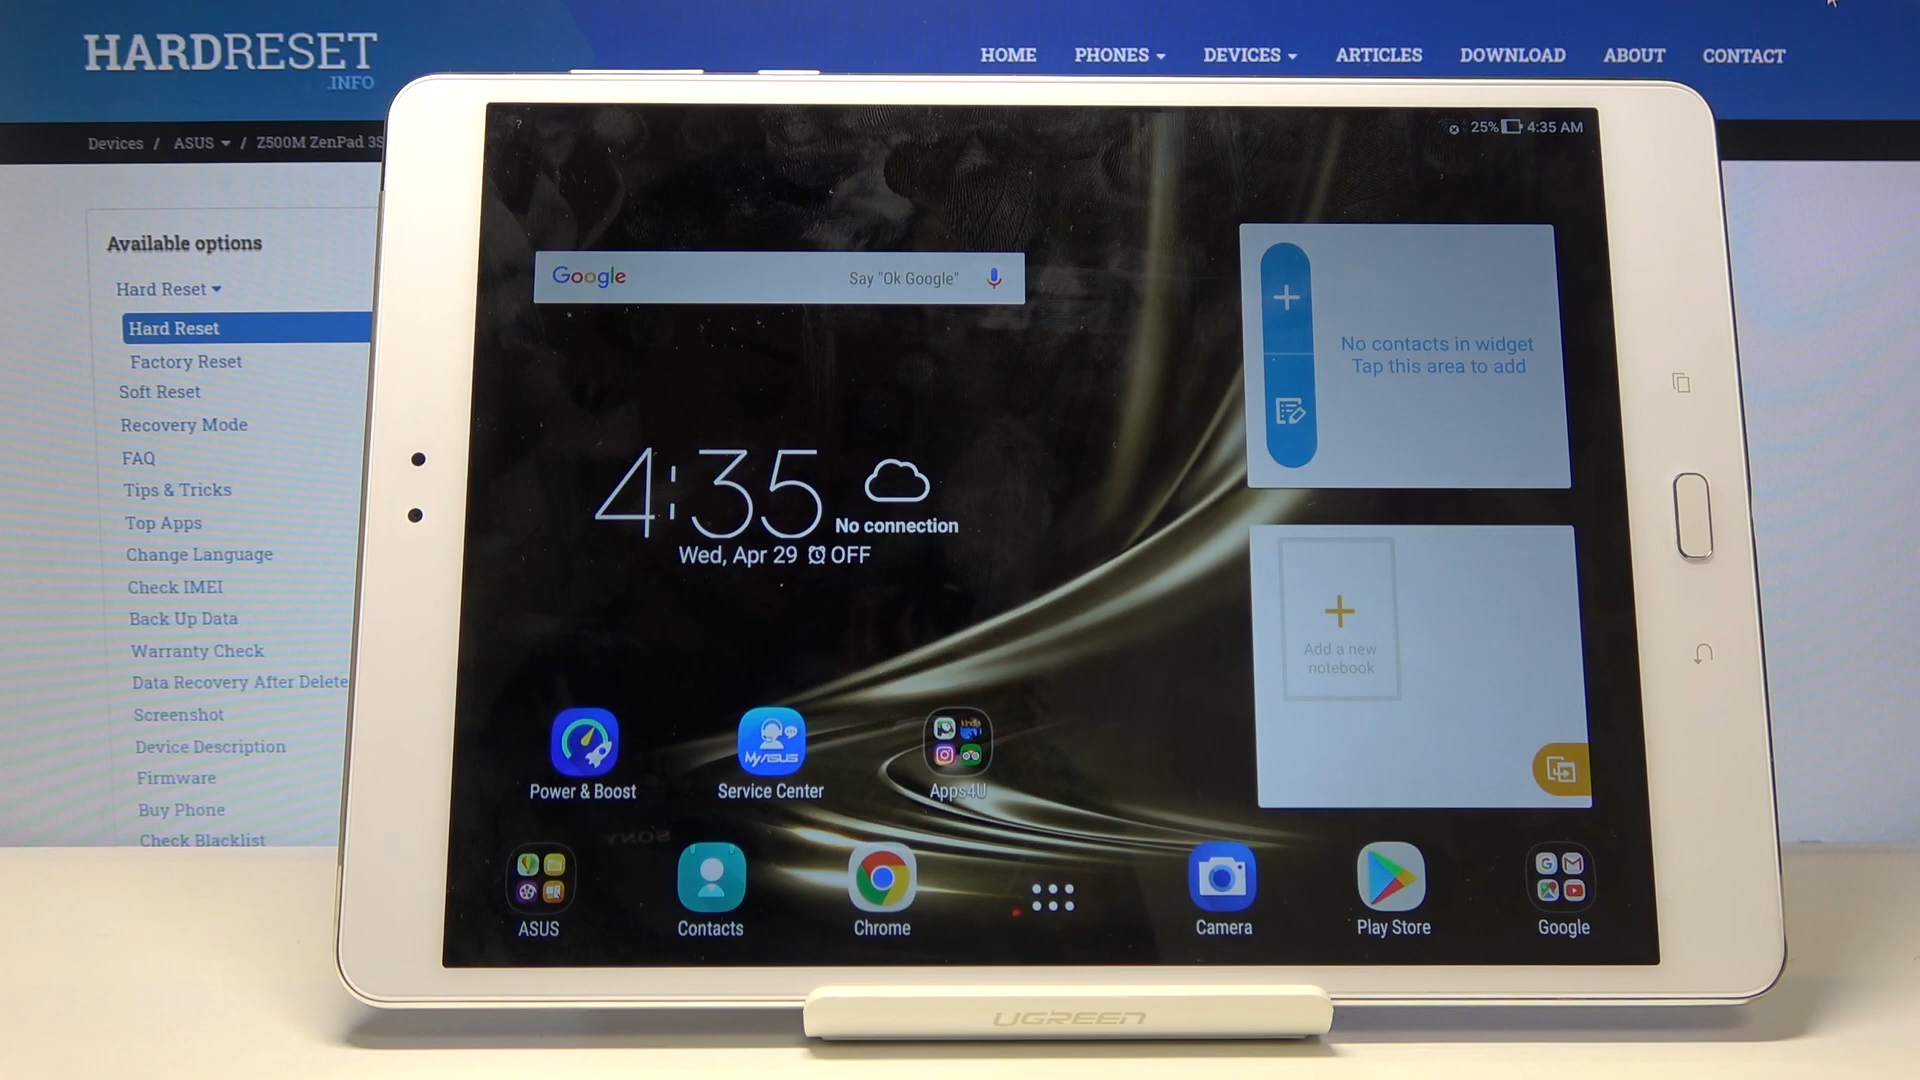 HARDRESET
.INFO
HOME PHONES DEVICES ARTICLES DOWNLOAD ABOUT CONTACT
Devices / ASUS / Z500M ZenPad 3S
Available options
Hard Reset
Hard Reset
Factory Reset
Soft Reset
Recovery Mode
FAQ
Tips & Tricks
Top Apps
Change Language
Check IMEI
Back Up Data
Warranty Check
Data Recovery After Delete
Screenshot
Device Description
Firmware
Buy Phone
Check Blacklist
?
25% 4:35 AM
Google Say "Ok Google"
No contacts in widget
Tap this area to add
4:35
No connection
Wed, Apr 29 OFF
Add a new
notebook
MyASUS
kindle
Power & Boost
Service Center
Apps4U
SONY
ASUS
Contacts
Chrome
Camera
Play Store
Google
UGREEN